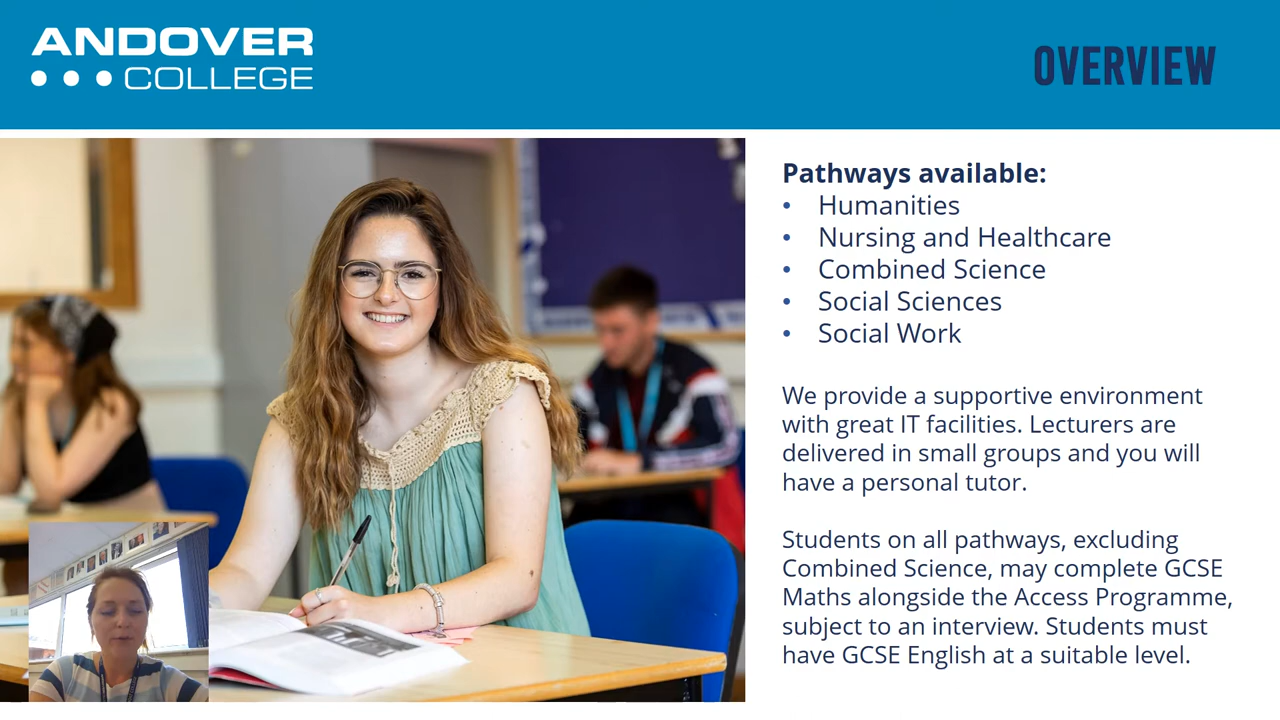 ANDOVER
COLLEGE
OVERVIEW
Pathways available:
• Humanities
• Nursing and Healthcare
• Combined Science
• Social Sciences
• Social Work
We provide a supportive environment
with great IT facilities. Lecturers are
delivered in small groups and you will
have a personal tutor.
Students on all pathways, excluding
Combined Science, may complete GCSE
Maths alongside the Access Programme,
subject to an interview. Students must
have GCSE English at a suitable level.